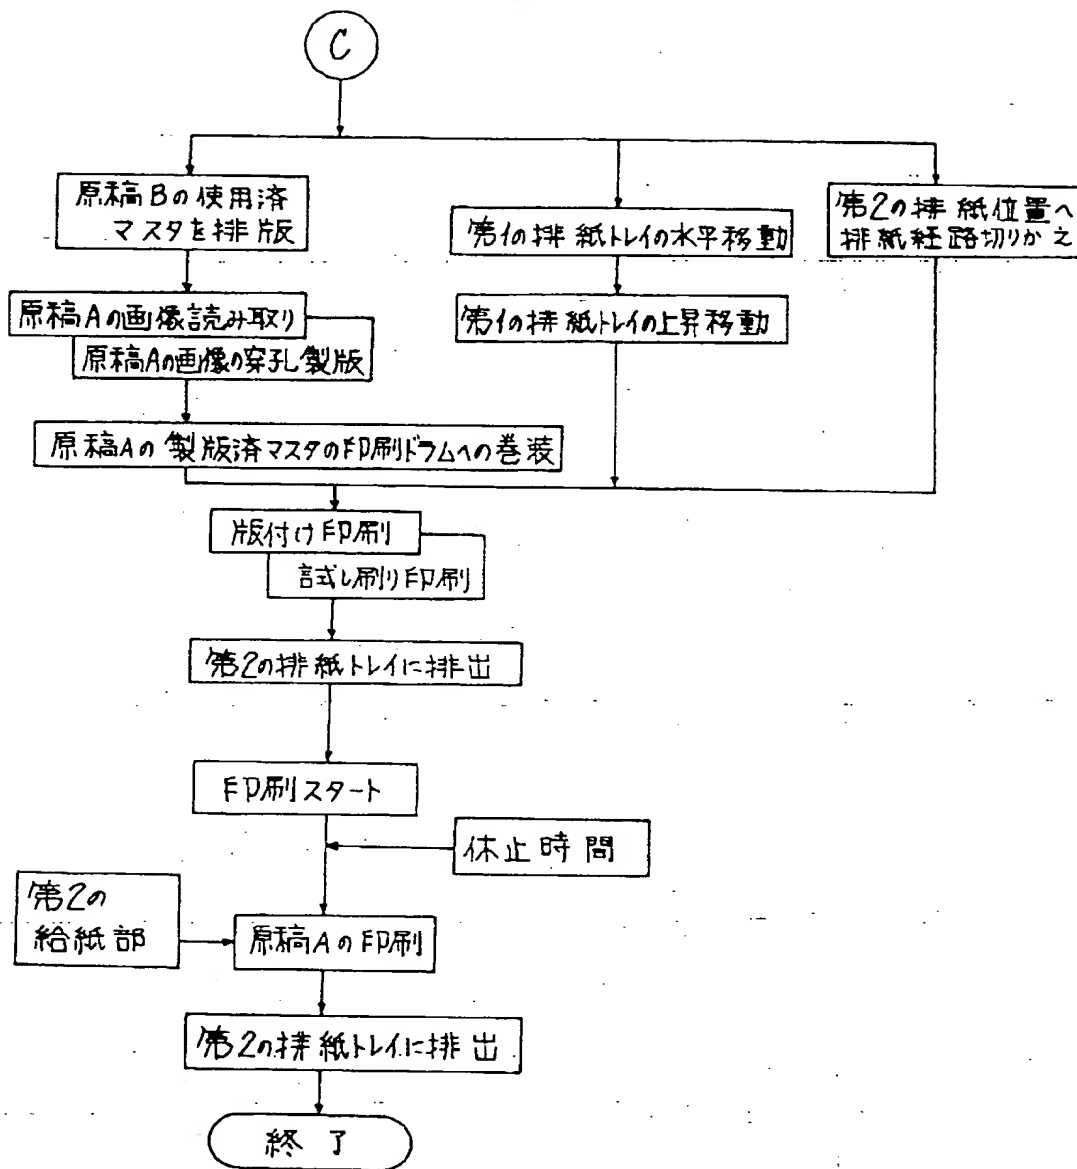 C
原稿Bの使用済
マスタを排版
第1の排紙トレイの水平移動
第2の排紙位置へ
排紙経路切りかえ
原稿Aの画像読み取り
原稿Aの画像の穿孔製版
第1の排紙トレイの上昇移動
原稿Aの製版済マスタの印刷ドラムへの巻装
版付け印刷
試し刷り印刷
第2の排紙トレイに排出
印刷スタート
休止時間
第2の
給紙部
原稿Aの印刷
第2の排紙トレイに排出
終了